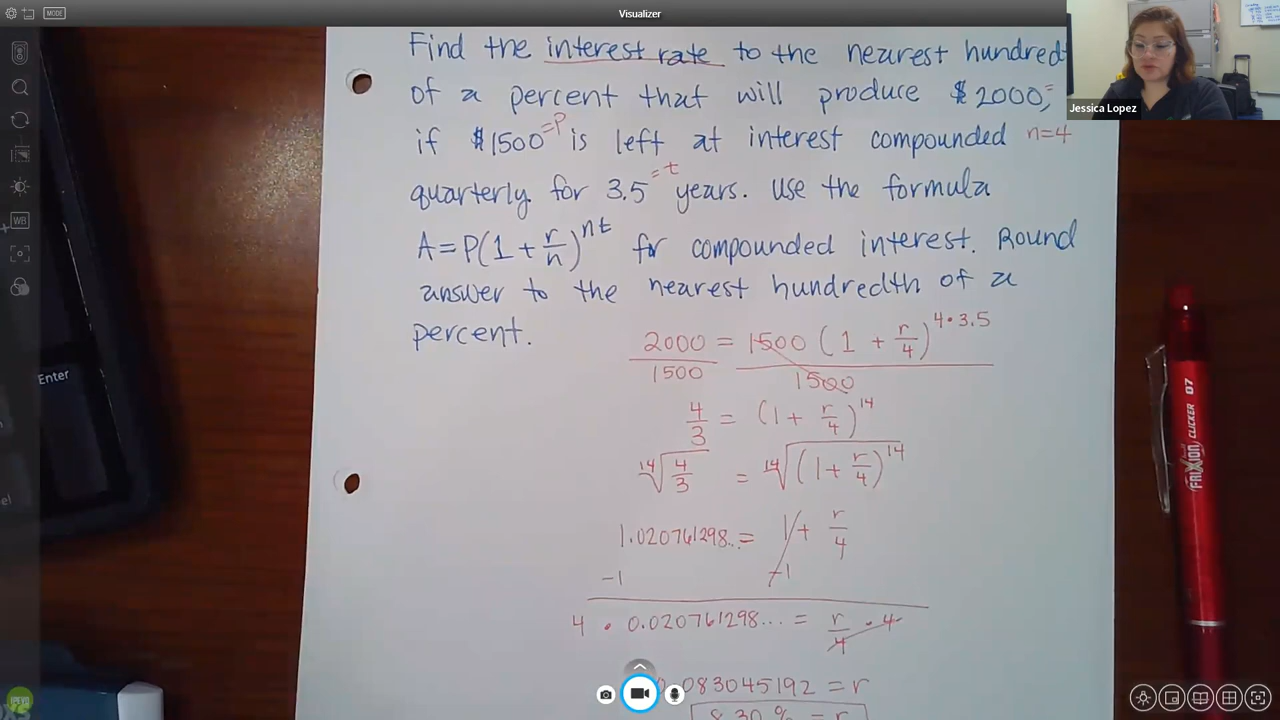 Visualizer
MODE
WB
Jessica Lopez
Find the interest rate to the nearest hundredt
of a percent that will produce $2000, =
if $1500 =P is left at interest compounded n=4
quarterly for 3.5 =t years. Use the formula
A = P(1 + r/n)^nt for compounded interest. Round
answer to the nearest hundredth of a
percent.
2000 = 1500 (1 + r/4)^4·3.5
1500 1500
4/3 = (1 + r/4)^14
14√4/3 = 14√(1 + r/4)^14
1.020761298... = 1 + r/4
-1 -1
4 · 0.020761298... = r/4 · 4
.083045192 = r
8.30 % = r
Enter
FRIXION CLICKER 07